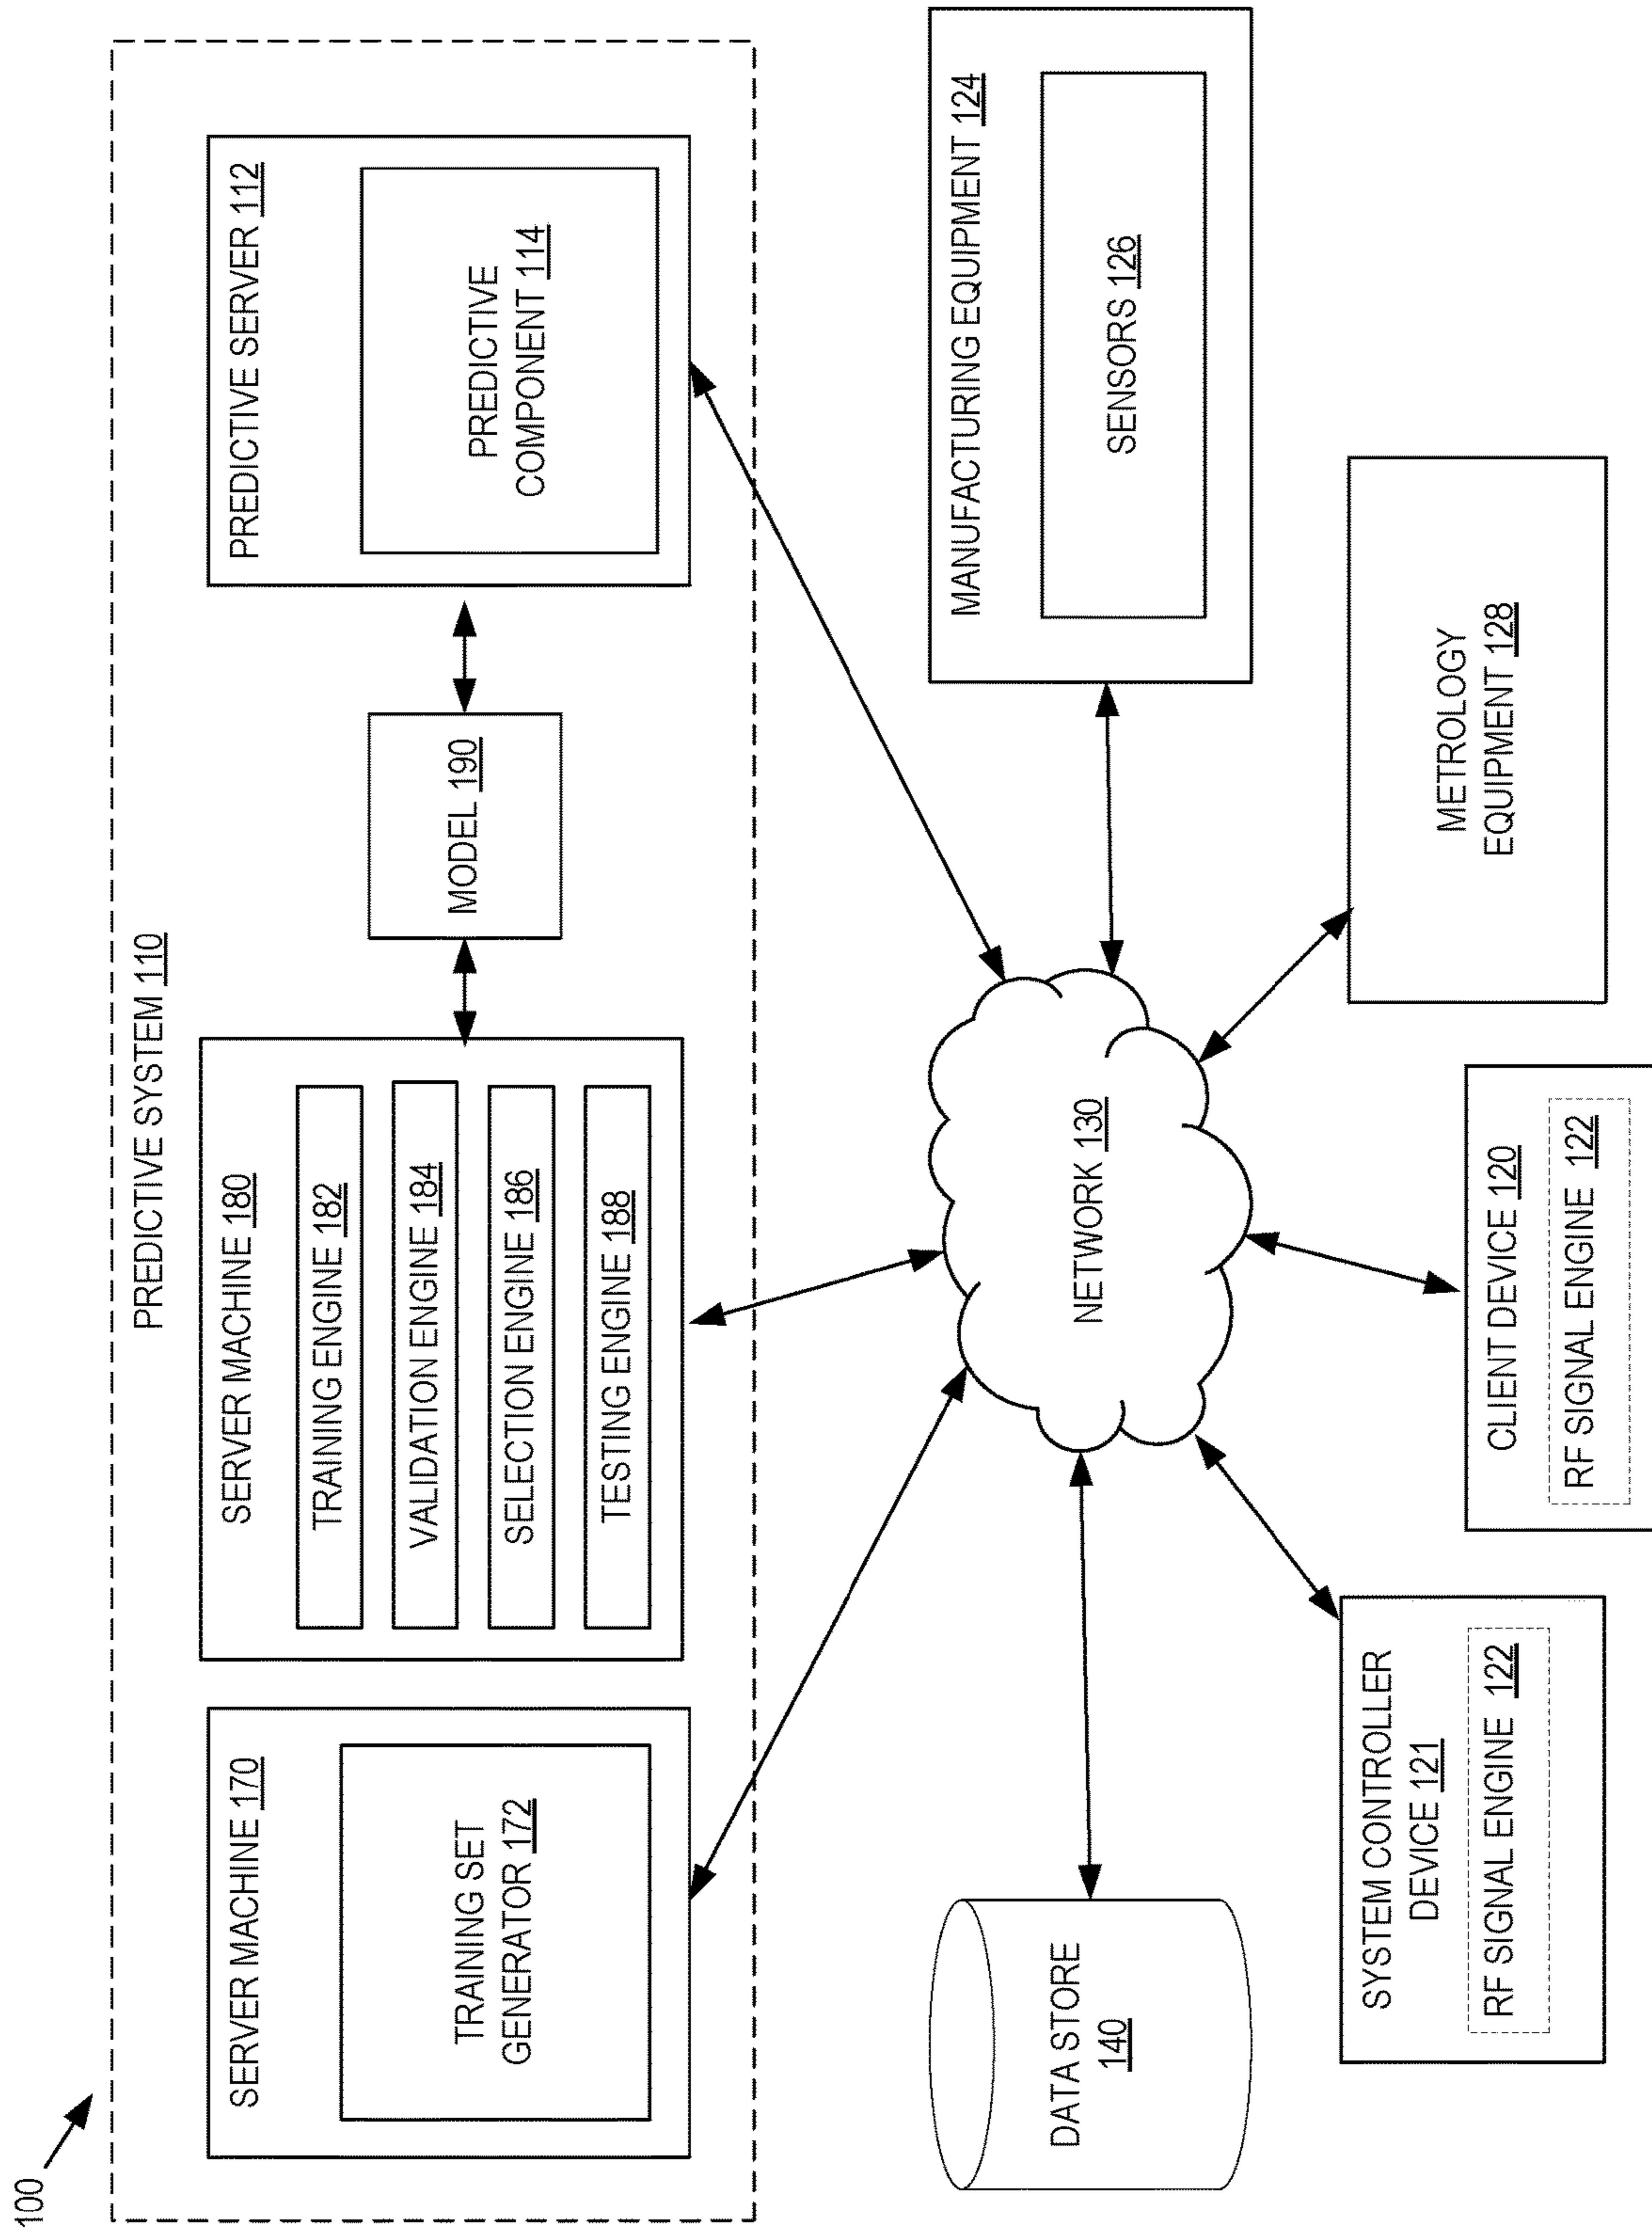 100
PREDICTIVE SYSTEM 110
SERVER MACHINE 170
TRAINING SET
GENERATOR 172
SERVER MACHINE 180
TRAINING ENGINE 182
VALIDATION ENGINE 184
SELECTION ENGINE 186
TESTING ENGINE 188
MODEL 190
PREDICTIVE SERVER 112
PREDICTIVE
COMPONENT 114
DATA STORE
140
NETWORK 130
MANUFACTURING EQUIPMENT 124
SENSORS 126
SYSTEM CONTROLLER
DEVICE 121
RF SIGNAL ENGINE 122
CLIENT DEVICE 120
RF SIGNAL ENGINE 122
METROLOGY
EQUIPMENT 128